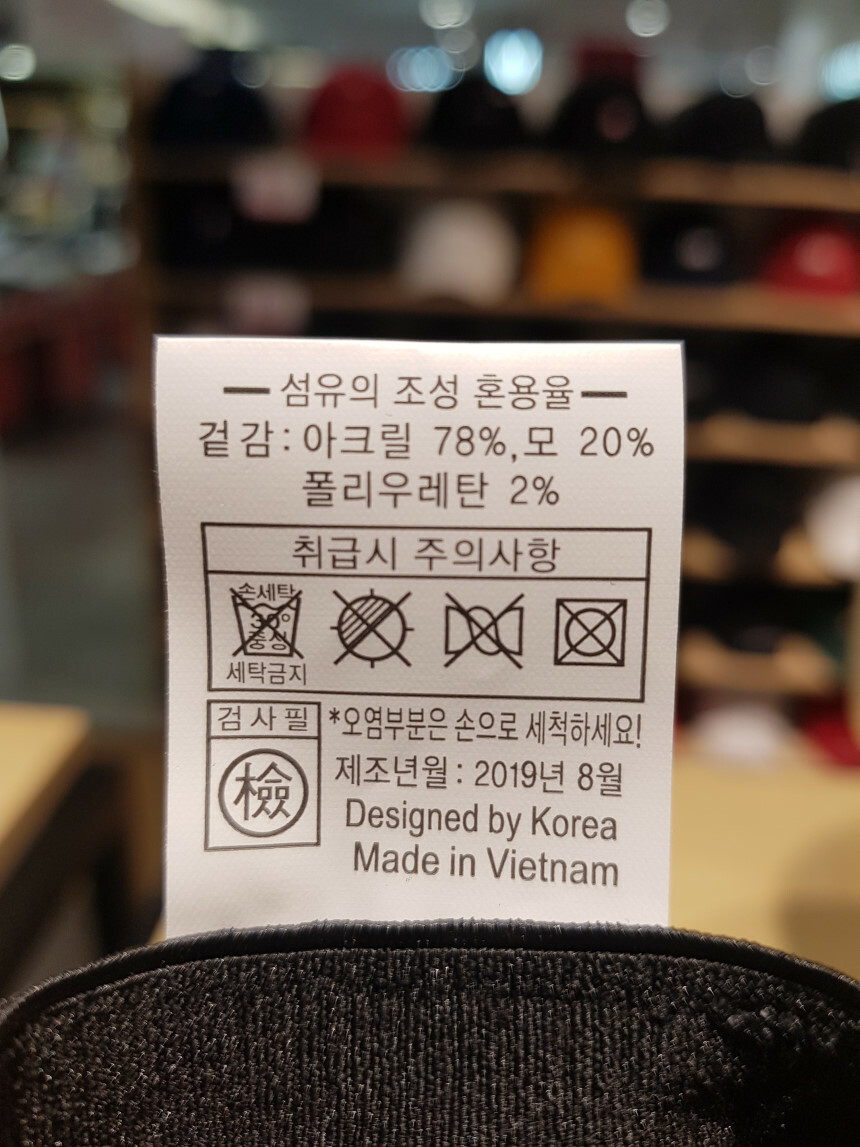 섬유의 조성 혼용율
겉감:아크릴 78%,모 20%
폴리우레탄 2%
취급시 주의사항
손세탁
30°
중성
세탁금지
검사필
檢
*오염부분은 손으로 세척하세요!
제조년월: 2019년 8월
Designed by Korea
Made in Vietnam